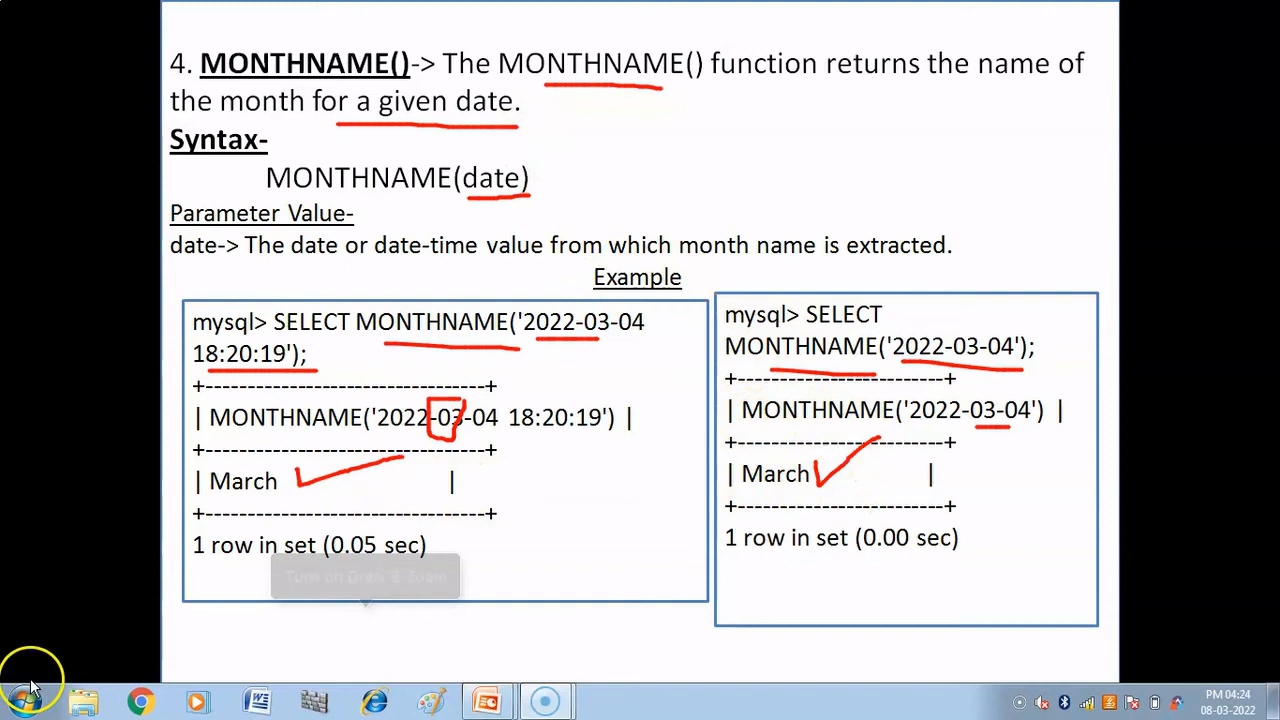 4. MONTHNAME()-> The MONTHNAME() function returns the name of
the month for a given date.
Syntax-
MONTHNAME(date)
Parameter Value-
date-> The date or date-time value from which month name is extracted.
Example
mysql> SELECT MONTHNAME('2022-03-04
18:20:19');
+----------------------------------+
| MONTHNAME('2022-03-04 18:20:19') |
+----------------------------------+
| March |
+----------------------------------+
1 row in set (0.05 sec)
Turn on Draw & Zoom
mysql> SELECT
MONTHNAME('2022-03-04');
+-------------------------+
| MONTHNAME('2022-03-04') |
+-------------------------+
| March |
+-------------------------+
1 row in set (0.00 sec)
PM 04:24
08-03-2022